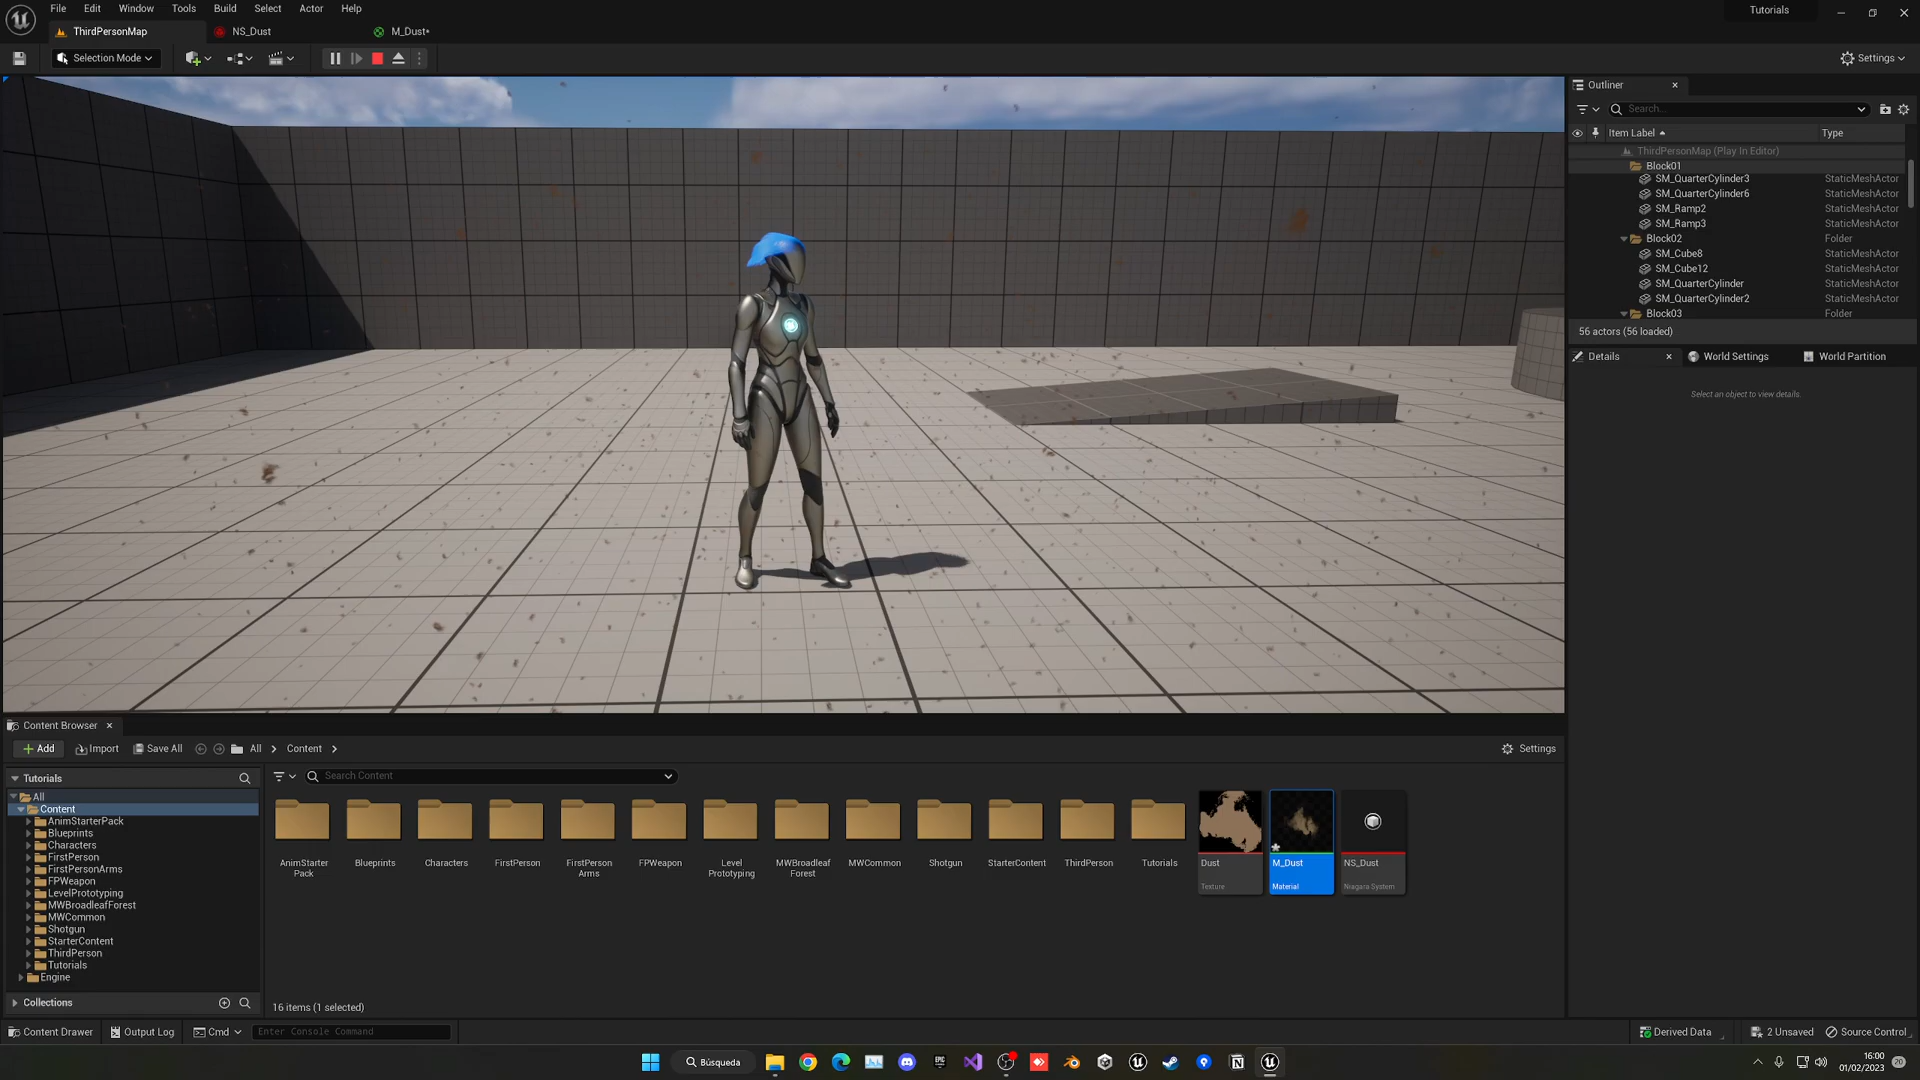 File Edit Window Tools Build Select Actor Help
Tutorials
ThirdPersonMap NS_Dust M_Dust•
Selection Mode
Settings
Outliner
Search...
Item Label Type
ThirdPersonMap (Play In Editor)
Block01
SM_QuarterCylinder3 StaticMeshActor
SM_QuarterCylinder6 StaticMeshActor
SM_Ramp2 StaticMeshActor
SM_Ramp3 StaticMeshActor
Block02 Folder
SM_Cube8 StaticMeshActor
SM_Cube12 StaticMeshActor
SM_QuarterCylinder StaticMeshActor
SM_QuarterCylinder2 StaticMeshActor
Block03 Folder
56 actors (56 loaded)
Details World Settings World Partition
Select an object to view details.
Content Browser
Add Import Save All All Content Settings
Tutorials
Search Content
All
Content
AnimStarterPack
Blueprints
Characters
FirstPerson
FirstPersonArms
FPWeapon
LevelPrototyping
MWBroadleafForest
MWCommon
Shotgun
StarterContent
ThirdPerson
Tutorials
Engine
Collections
AnimStarter Pack
Blueprints
Characters
FirstPerson
FirstPerson Arms
FPWeapon
Level Prototyping
MWBroadleaf Forest
MWCommon
Shotgun
StarterContent
ThirdPerson
Tutorials
Dust
Texture
M_Dust
Material
NS_Dust
Niagara System
16 items (1 selected)
Content Drawer Output Log Cmd Enter Console Command Derived Data 2 Unsaved Source Control
Búsqueda
EPIC
16:00
01/02/2023
20